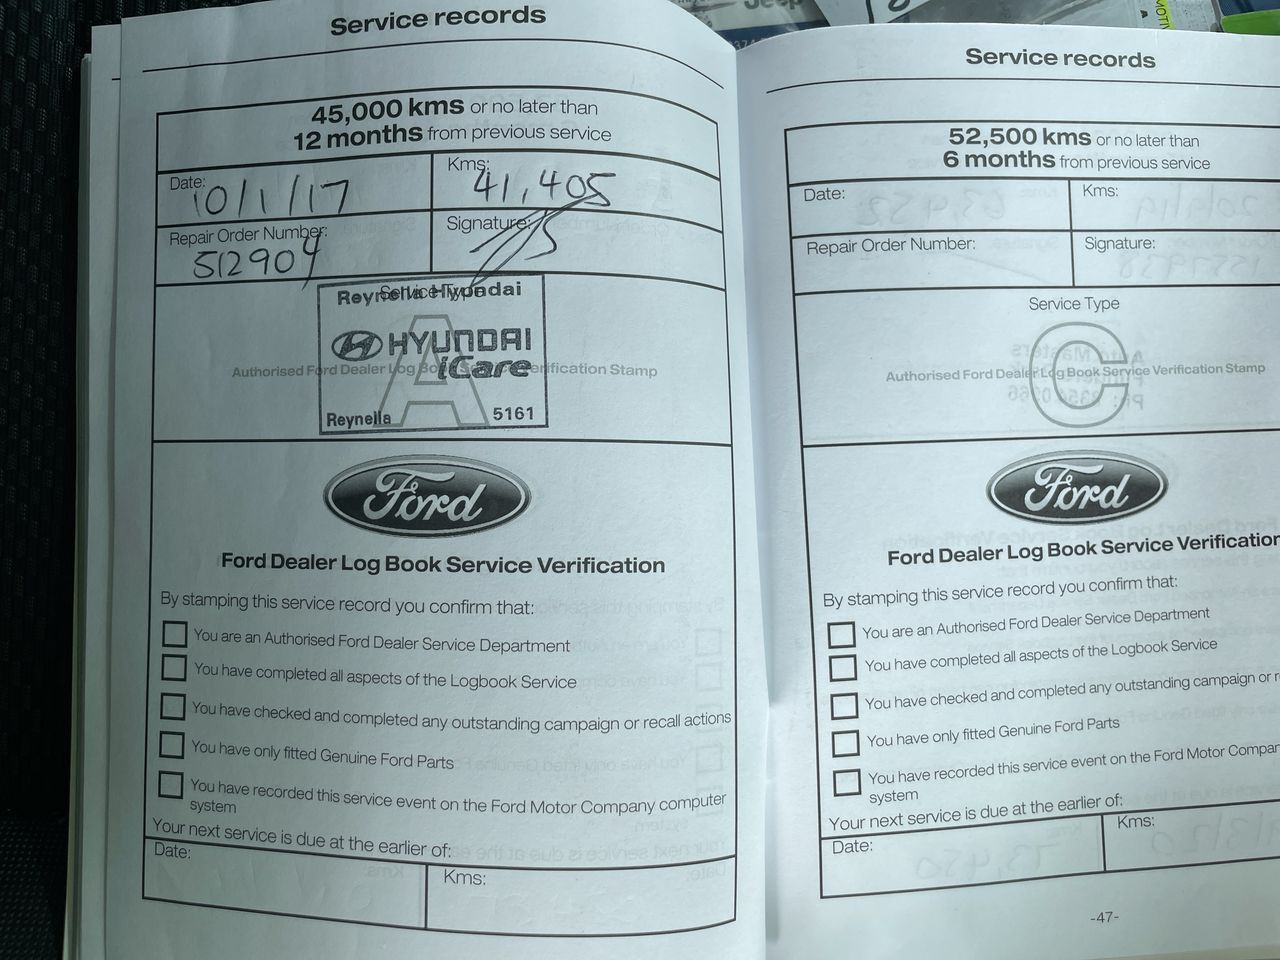 Service records
45,000 kms or no later than
12 months from previous service
Date: 10/1/17
Kms: 41,405
Repair Order Number: 512904
Signature:
Service Type
Reynella Hyundai
HYUNDAI
iCare
A
Authorised Ford Dealer Log Book Service Verification Stamp
Reynella 5161
Ford
Ford Dealer Log Book Service Verification
By stamping this service record you confirm that:
You are an Authorised Ford Dealer Service Department
You have completed all aspects of the Logbook Service
You have checked and completed any outstanding campaign or recall actions
You have only fitted Genuine Ford Parts
You have recorded this service event on the Ford Motor Company computer
system
Your next service is due at the earlier of:
Date:
Kms:
Jeep
Service records
52,500 kms or no later than
6 months from previous service
Date:
Kms:
Repair Order Number:
Signature:
Service Type
C
Authorised Ford Dealer Log Book Service Verification Stamp
Ford
Ford Dealer Log Book Service Verification
By stamping this service record you confirm that:
You are an Authorised Ford Dealer Service Department
You have completed all aspects of the Logbook Service
You have checked and completed any outstanding campaign or
You have only fitted Genuine Ford Parts
You have recorded this service event on the Ford Motor
system
Your next service is due at the earlier of:
Date:
Kms:
-47-